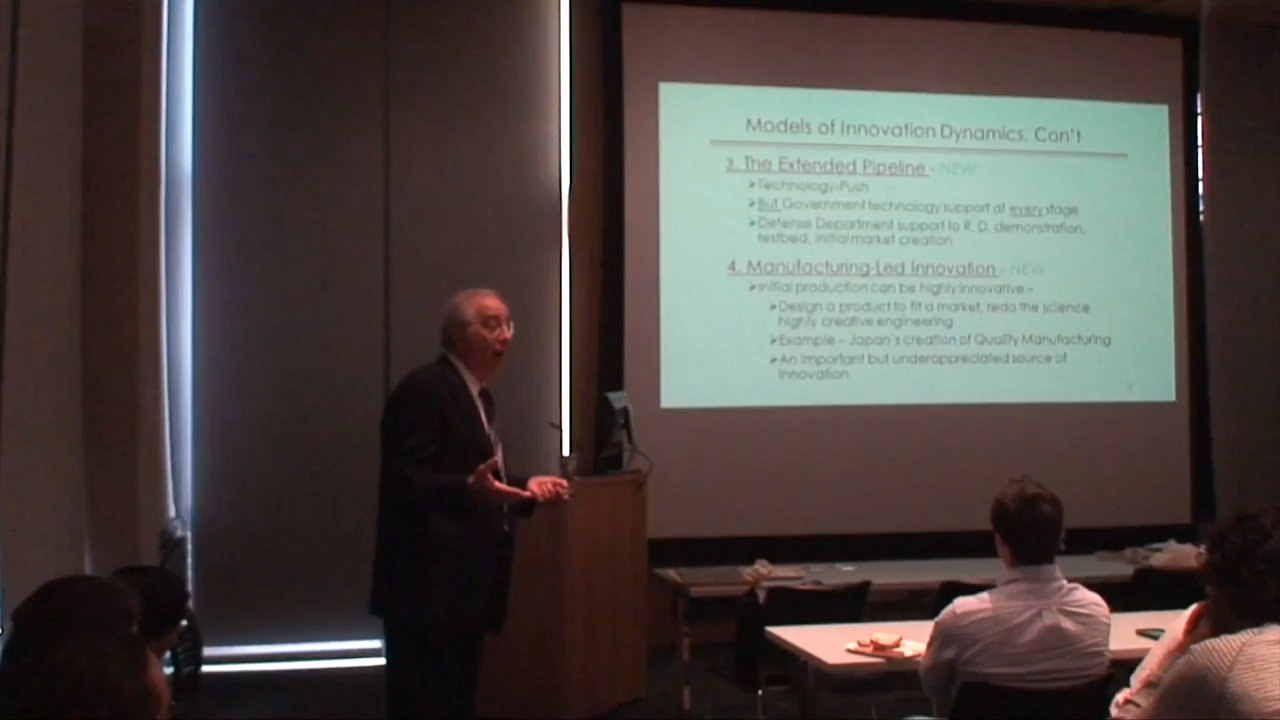 Models of Innovation Dynamics, Con't
3. The Extended Pipeline - NEW
➢Technology-Push
➢But Government technology support at every stage
➢Defense Department support to R, D, demonstration,
testbed, initial market creation
4. Manufacturing-Led Innovation - NEW
➢Initial production can be highly innovative –
➢Design a product to fit a market, redo the science,
highly creative engineering
➢Example – Japan's creation of Quality Manufacturing
➢An important but underappreciated source of
innovation